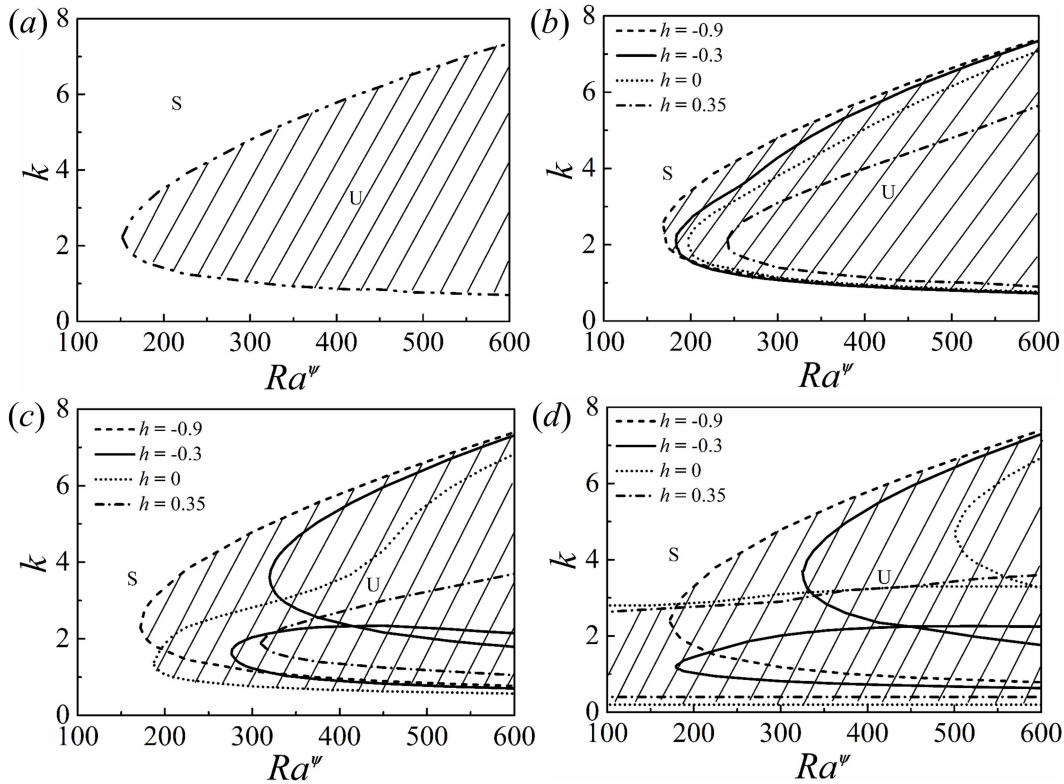 (a)
8
6
4
2
0
k
S
U
100 200 300 400 500 600
Ra^ψ
(b)
8
6
4
2
0
k
h = -0.9
h = -0.3
h = 0
h = 0.35
S
U
100 200 300 400 500 600
Ra^ψ
(c)
8
6
4
2
0
k
h = -0.9
h = -0.3
h = 0
h = 0.35
S
U
100 200 300 400 500 600
Ra^ψ
(d)
8
6
4
2
0
k
h = -0.9
h = -0.3
h = 0
h = 0.35
S
U
100 200 300 400 500 600
Ra^ψ